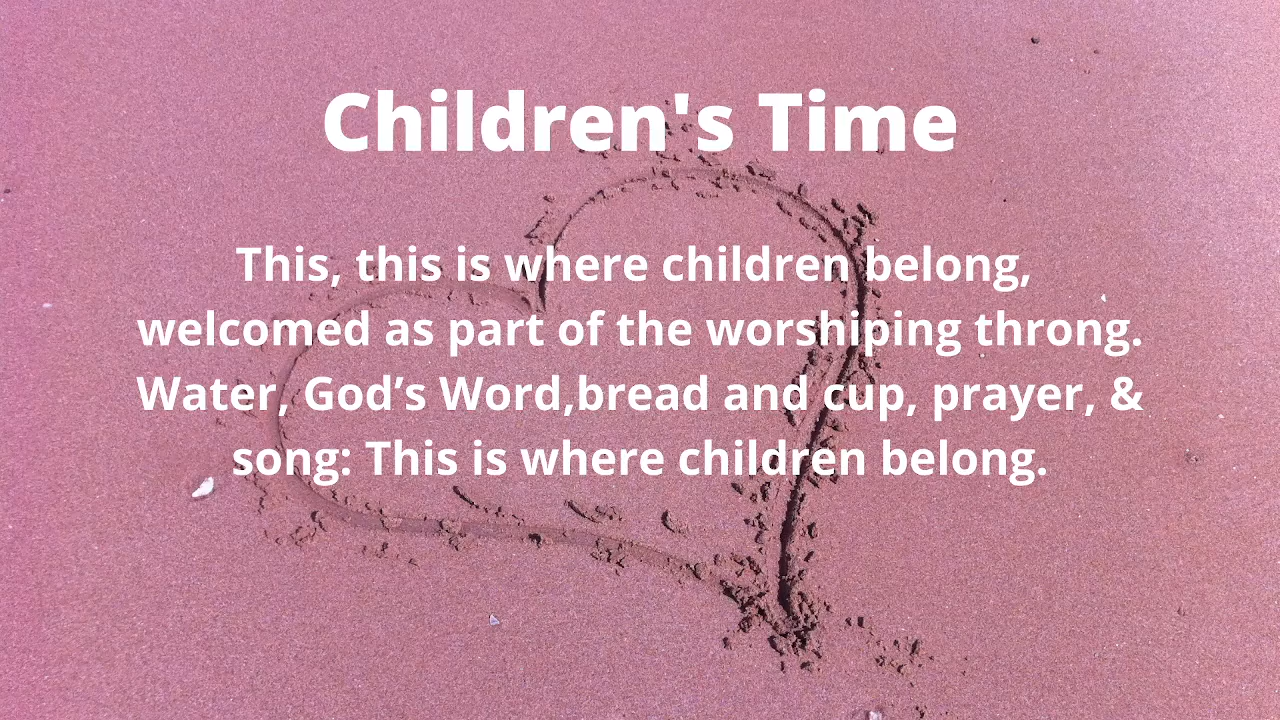 Children's Time
This, this is where children belong,
welcomed as part of the worshiping throng.
Water, God’s Word,bread and cup, prayer, &
song: This is where children belong.